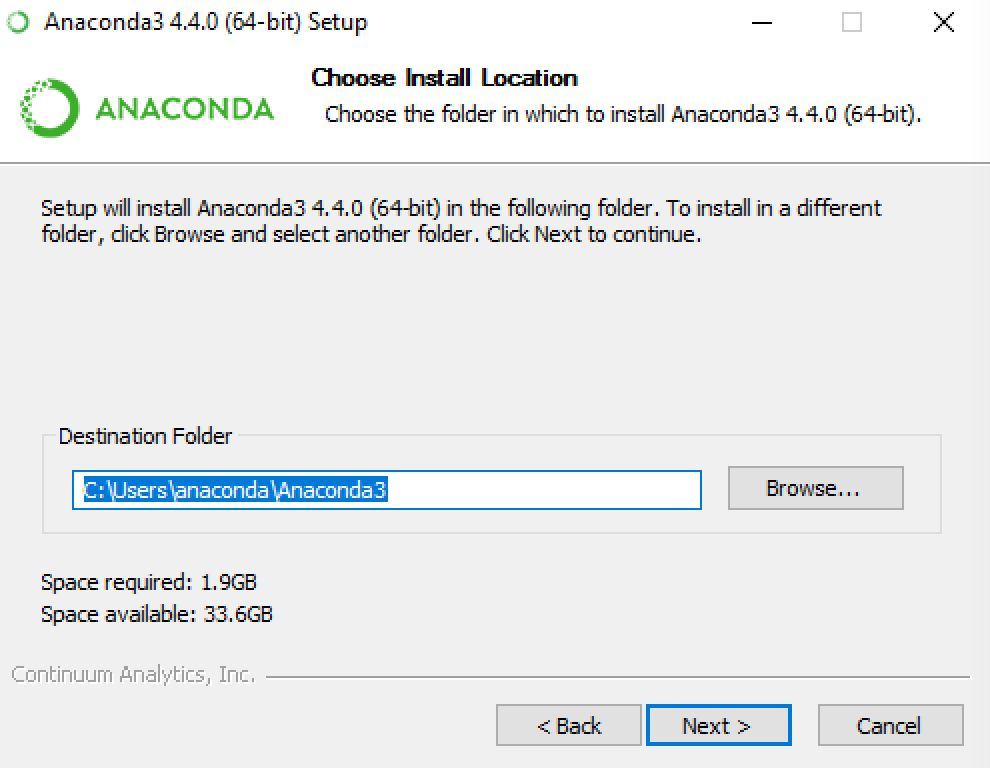 Anaconda3 4.4.0 (64-bit) Setup
ANACONDA
Choose Install Location
Choose the folder in which to install Anaconda3 4.4.0 (64-bit).
Setup will install Anaconda3 4.4.0 (64-bit) in the following folder. To install in a different
folder, click Browse and select another folder. Click Next to continue.
Destination Folder
C:\Users\anaconda\Anaconda3
Browse...
Space required: 1.9GB
Space available: 33.6GB
Continuum Analytics, Inc.
< Back
Next >
Cancel